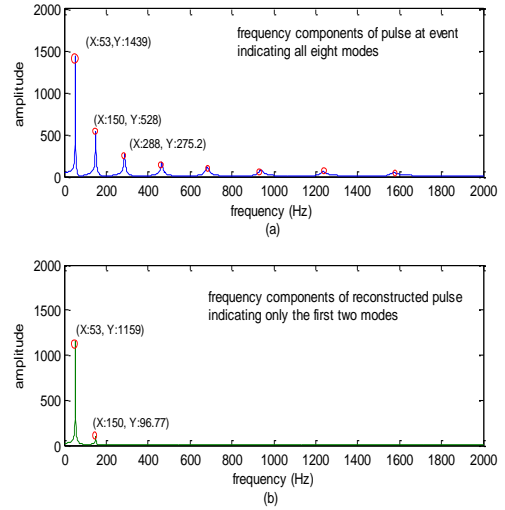 2000
1500
1000
500
0
amplitude
(X:53,Y:1439)
(X:150, Y:528)
(X:288, Y:275.2)
frequency components of pulse at event
indicating all eight modes
0 200 400 600 800 1000 1200 1400 1600 1800 2000
frequency (Hz)
(a)
2000
1500
1000
500
0
amplitude
frequency components of reconstructed pulse
indicating only the first two modes
(X:53, Y:1159)
(X:150, Y:96.77)
0 200 400 600 800 1000 1200 1400 1600 1800 2000
frequency (Hz)
(b)